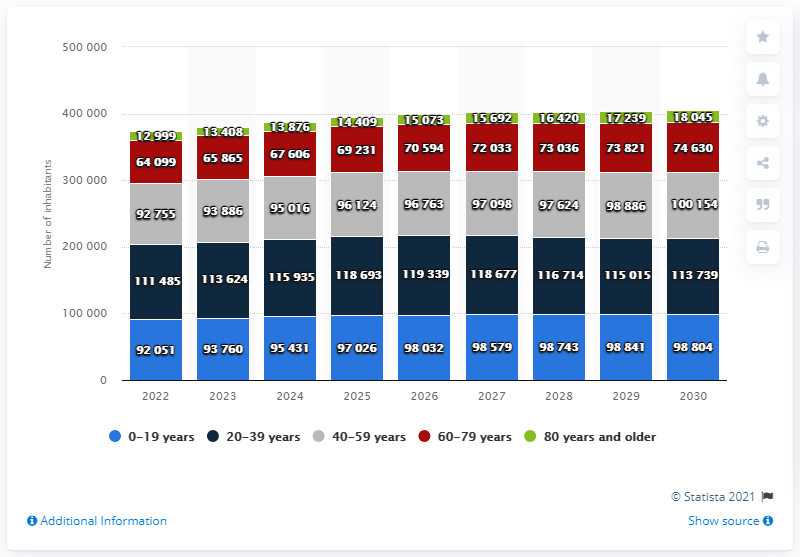 500 000
400 000
300 000
200 000
100 000
0
Number of inhabitants
12 999 13 408 13 876 14 409 15 073 15 692 16 420 17 239 18 045
64 099 65 865 67 606 69 231 70 594 72 033 73 036 73 821 74 630
92 755 93 886 95 016 96 124 96 763 97 098 97 624 98 886 100 154
111 485 113 624 115 935 118 693 119 339 118 677 116 714 115 015 113 739
92 051 93 760 95 431 97 026 98 032 98 579 98 743 98 841 98 804
2022 2023 2024 2025 2026 2027 2028 2029 2030
0-19 years 20-39 years 40-59 years 60-79 years 80 years and older
© Statista 2021
Additional Information Show source